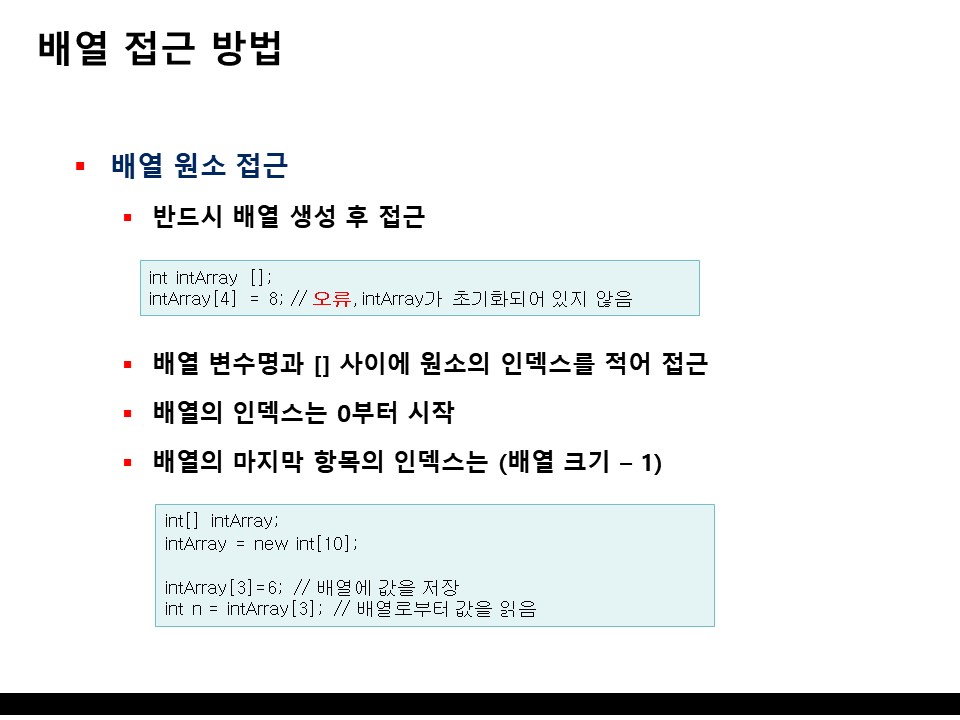 배열 접근 방법
배열 원소 접근
반드시 배열 생성 후 접근
int intArray [];
intArray[4] = 8; // 오류,intArray가 초기화되어 있지 않음
배열 변수명과 [] 사이에 원소의 인덱스를 적어 접근
배열의 인덱스는 0부터 시작
배열의 마지막 항목의 인덱스는 (배열 크기 – 1)
int[] intArray;
intArray = new int[10];
intArray[3]=6; // 배열에 값을 저장
int n = intArray[3]; // 배열로부터 값을 읽음